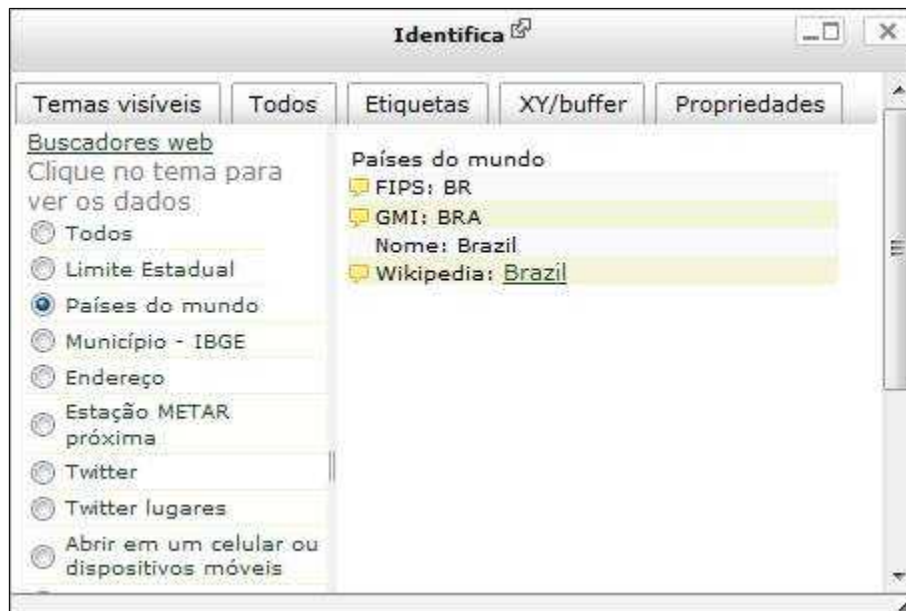 Identifica
Temas visíveis
Todos
Etiquetas
XY/buffer
Propriedades
Buscadores web
Clique no tema para
ver os dados
Todos
Limite Estadual
Países do mundo
Município - IBGE
Endereço
Estação METAR
próxima
Twitter
Twitter lugares
Abrir em um celular ou
dispositivos móveis
Países do mundo
FIPS: BR
GMI: BRA
Nome: Brazil
Wikipedia: Brazil